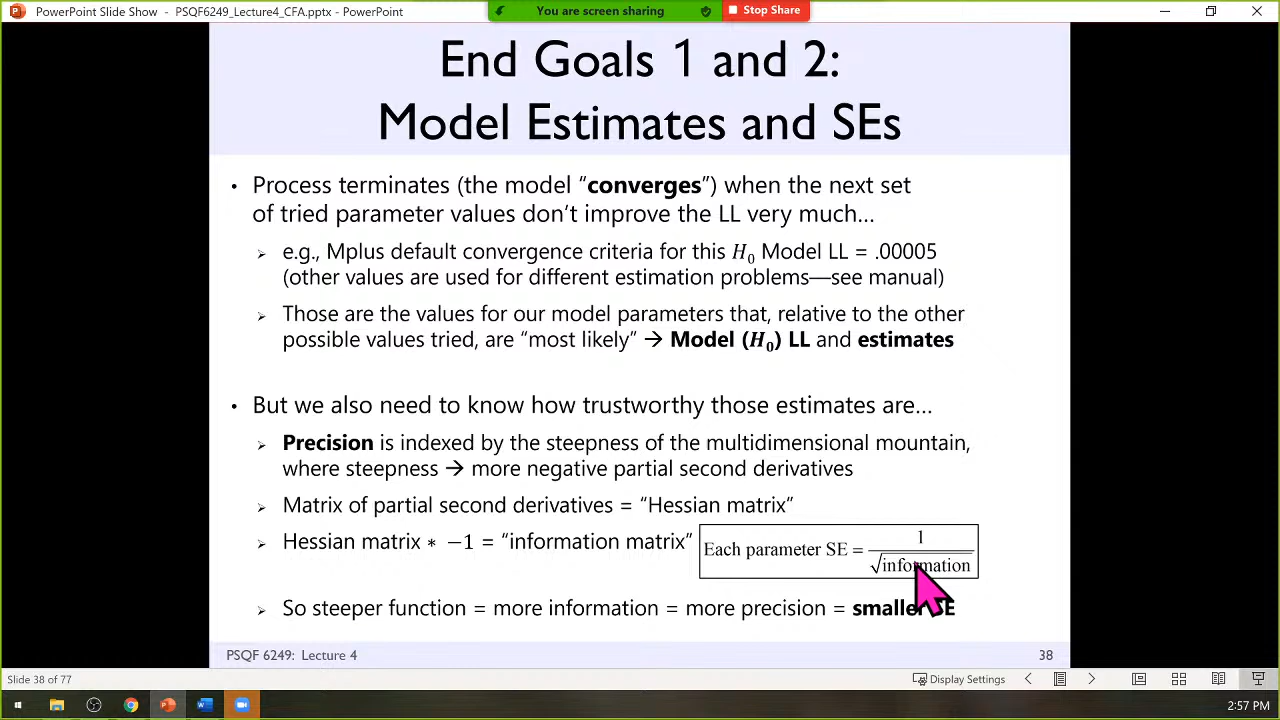 PowerPoint Slide Show - PSQF6249_Lecture4_CFA.pptx - PowerPoint
You are screen sharing
Stop Share
End Goals 1 and 2:
Model Estimates and SEs
• Process terminates (the model “converges”) when the next set
of tried parameter values don’t improve the LL very much…
➢ e.g., Mplus default convergence criteria for this H₀ Model LL = .00005
(other values are used for different estimation problems—see manual)
➢ Those are the values for our model parameters that, relative to the other
possible values tried, are “most likely” → Model (H₀) LL and estimates
• But we also need to know how trustworthy those estimates are…
➢ Precision is indexed by the steepness of the multidimensional mountain,
where steepness → more negative partial second derivatives
➢ Matrix of partial second derivatives = “Hessian matrix”
➢ Hessian matrix ∗ −1 = “information matrix”
Each parameter SE = 1 / √information
➢ So steeper function = more information = more precision = smaller SE
PSQF 6249: Lecture 4
38
Slide 38 of 77
Display Settings
2:57 PM